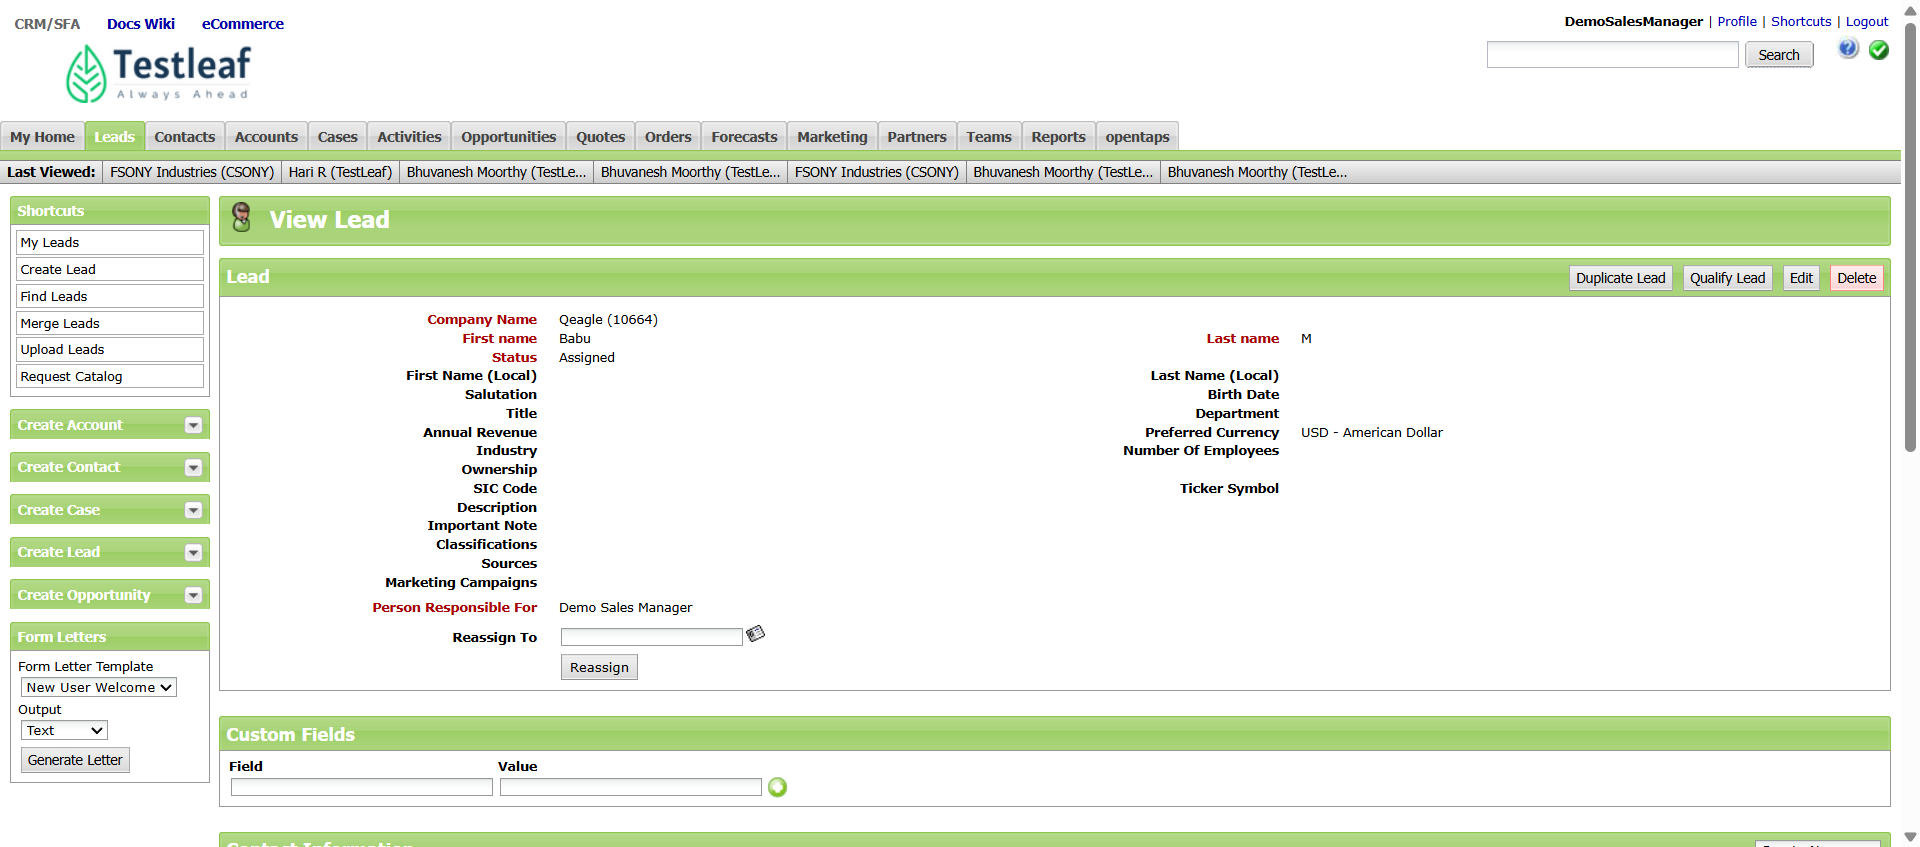 CRM/SFA Docs Wiki eCommerce
DemoSalesManager | Profile | Shortcuts | Logout
Testleaf
Always Ahead
Search
My Home Leads Contacts Accounts Cases Activities Opportunities Quotes Orders Forecasts Marketing Partners Teams Reports opentaps
Last Viewed: FSONY Industries (CSONY) Hari R (TestLeaf) Bhuvanesh Moorthy (TestLe... Bhuvanesh Moorthy (TestLe... FSONY Industries (CSONY) Bhuvanesh Moorthy (TestLe... Bhuvanesh Moorthy (TestLe...
Shortcuts
My Leads
Create Lead
Find Leads
Merge Leads
Upload Leads
Request Catalog
Create Account
Create Contact
Create Case
Create Lead
Create Opportunity
Form Letters
Form Letter Template
New User Welcome
Output
Text
Generate Letter
View Lead
Lead Duplicate Lead Qualify Lead Edit Delete
Company Name Qeagle (10664)
First name Babu Last name M
Status Assigned
First Name (Local) Last Name (Local)
Salutation Birth Date
Title Department
Annual Revenue Preferred Currency USD - American Dollar
Industry Number Of Employees
Ownership
SIC Code Ticker Symbol
Description
Important Note
Classifications
Sources
Marketing Campaigns
Person Responsible For Demo Sales Manager
Reassign To
Reassign
Custom Fields
Field Value
Contact Information